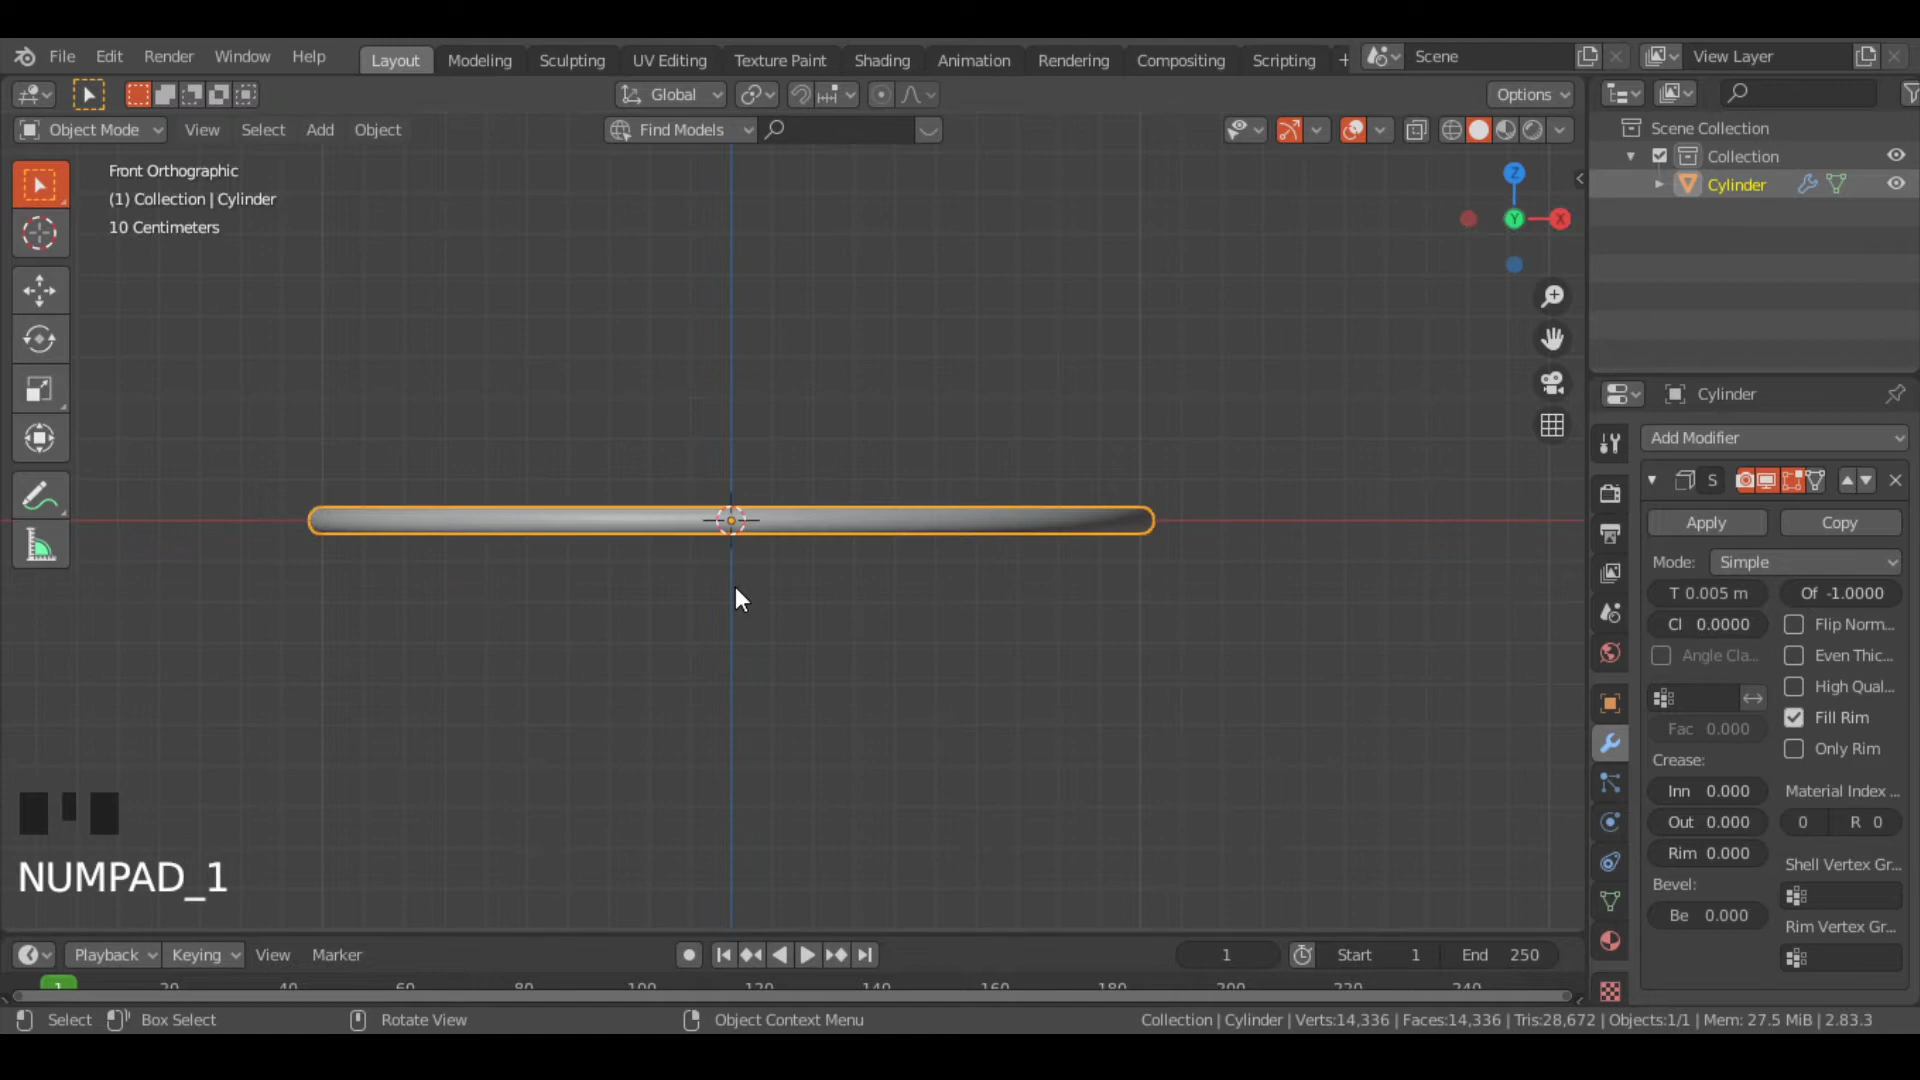 File Edit Render Window Help Layout Modeling Sculpting UV Editing Texture Paint Shading Animation Rendering Compositing Scripting + Scene View Layer
Global Options
Object Mode View Select Add Object Find Models
Scene Collection
Collection
Cylinder
Front Orthographic
(1) Collection | Cylinder
10 Centimeters
Z
Y X
Cylinder
Add Modifier
S
Apply Copy
Mode: Simple
T 0.005 m Of -1.0000
Cl 0.0000 Flip Norm...
Angle Cla... Even Thic...
High Qual...
Fill Rim
Fac 0.000
Only Rim
Crease:
Inn 0.000 Material Index ...
Out 0.000 0 R 0
Rim 0.000 Shell Vertex Gr...
Bevel:
Be 0.000 Rim Vertex Gr...
NUMPAD_1
Playback Keying View Marker 1 Start 1 End 250
1 20 40 60 80 100 120 140 160 180 200 220 240
Select Box Select Rotate View Object Context Menu Collection | Cylinder | Verts:14,336 | Faces:14,336 | Tris:28,672 | Objects:1/1 | Mem: 27.5 MiB | 2.83.3